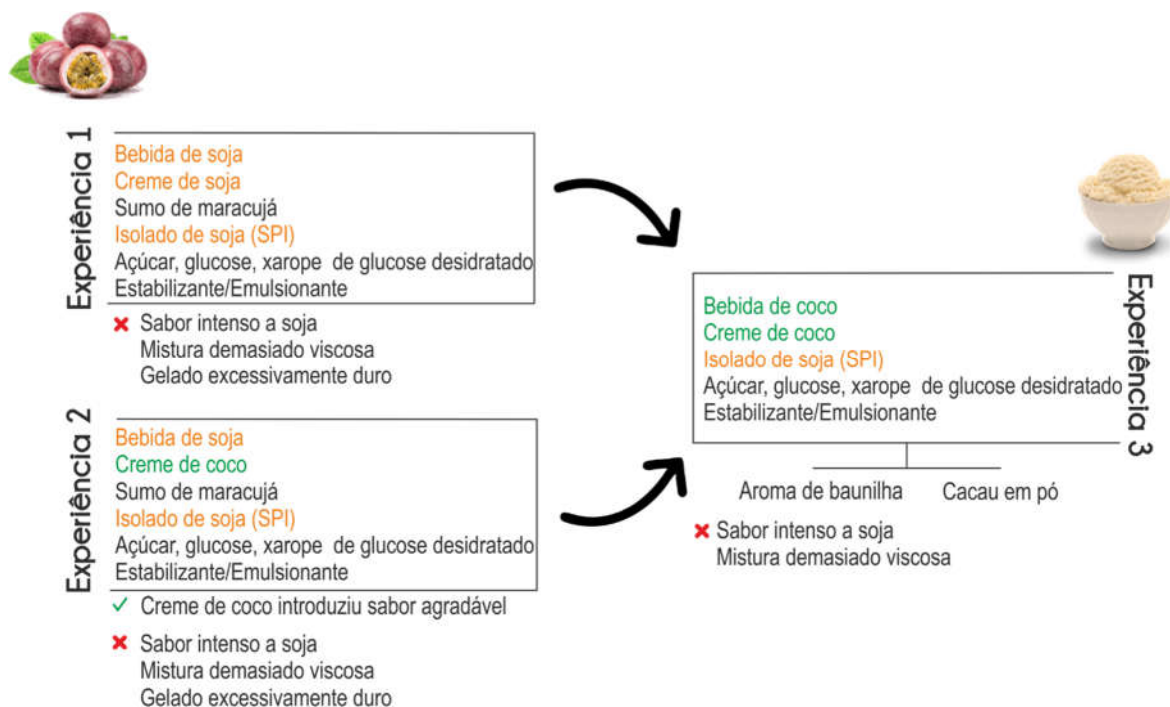 Experiência 1
Bebida de soja
Creme de soja
Sumo de maracujá
Isolado de soja (SPI)
Açúcar, glucose, xarope de glucose desidratado
Estabilizante/Emulsionante
Sabor intenso a soja
Mistura demasiado viscosa
Gelado excessivamente duro
Experiência 2
Bebida de soja
Creme de coco
Sumo de maracujá
Isolado de soja (SPI)
Açúcar, glucose, xarope de glucose desidratado
Estabilizante/Emulsionante
Creme de coco introduziu sabor agradável
Sabor intenso a soja
Mistura demasiado viscosa
Gelado excessivamente duro
Experiência 3
Bebida de coco
Creme de coco
Isolado de soja (SPI)
Açúcar, glucose, xarope de glucose desidratado
Estabilizante/Emulsionante
Aroma de baunilha
Cacau em pó
Sabor intenso a soja
Mistura demasiado viscosa